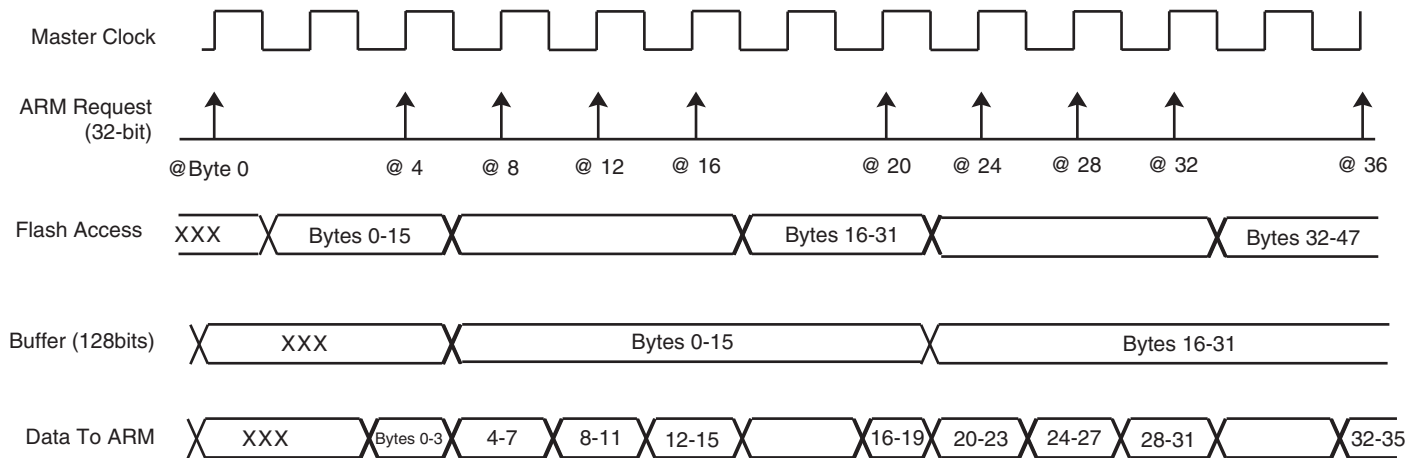 Master Clock
ARM Request
(32-bit)
@Byte 0 @ 4 @ 8 @ 12 @ 16 @ 20 @ 24 @ 28 @ 32 @ 36
Flash Access XXX Bytes 0-15 Bytes 16-31 Bytes 32-47
Buffer (128bits) XXX Bytes 0-15 Bytes 16-31
Data To ARM XXX Bytes 0-3 4-7 8-11 12-15 16-19 20-23 24-27 28-31 32-35